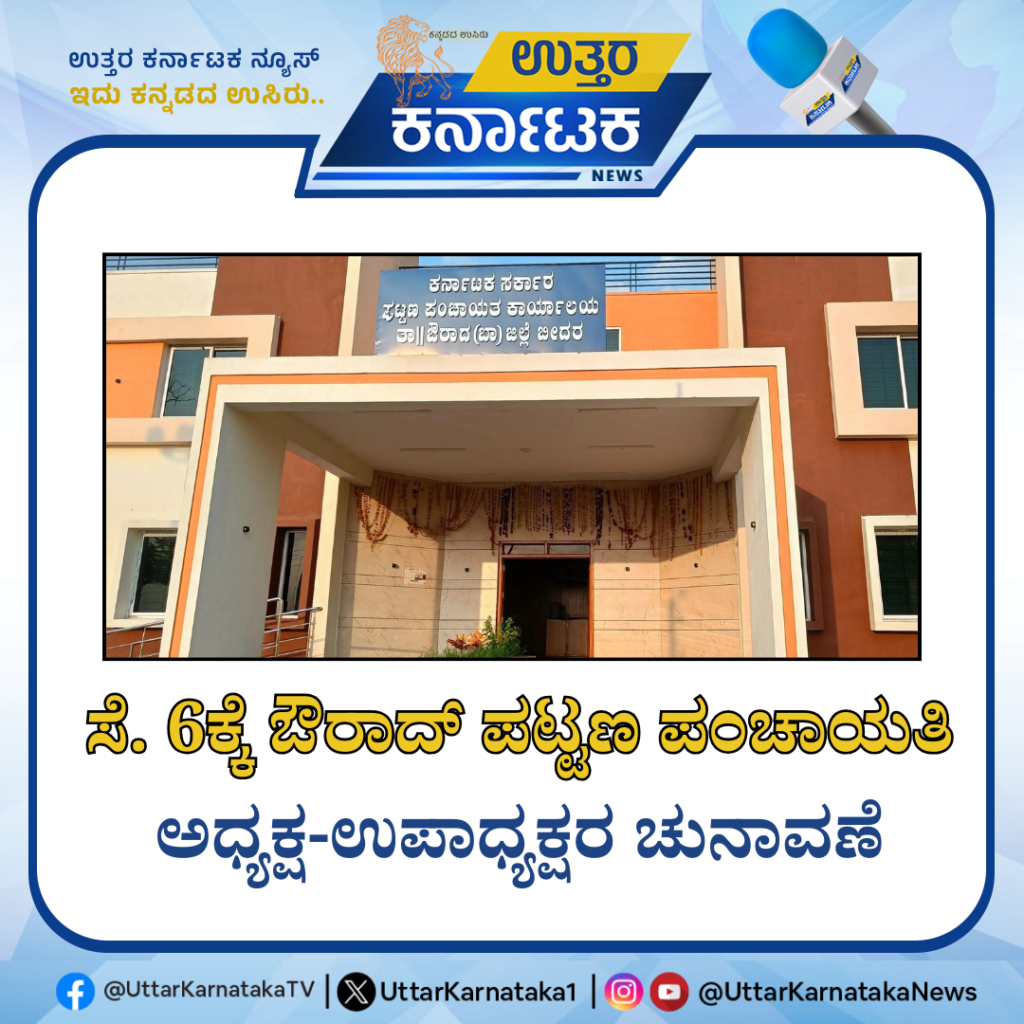 ಉತ್ತರ ಕರ್ನಾಟಕ ನ್ಯೂಸ್
ಇದು ಕನ್ನಡದ ಉಸಿರು..
ಕನ್ನಡದ ಉಸಿರು
ಉತ್ತರ
ಕರ್ನಾಟಕ
NEWS
ಕರ್ನಾಟಕ ಸರ್ಕಾರ
ಪಟ್ಟಣ ಪಂಚಾಯತ ಕಾರ್ಯಾಲಯ
ತಾ|| ಔರಾದ (ಬಾ) ಜಿಲ್ಲೆ ಬೀದರ
ಸೆ. 6ಕ್ಕೆ ಔರಾದ್ ಪಟ್ಟಣ ಪಂಚಾಯತಿ
ಅಧ್ಯಕ್ಷ-ಉಪಾಧ್ಯಕ್ಷರ ಚುನಾವಣೆ
@UttarKarnatakaTV | UttarKarnataka1 | @UttarKarnatakaNews